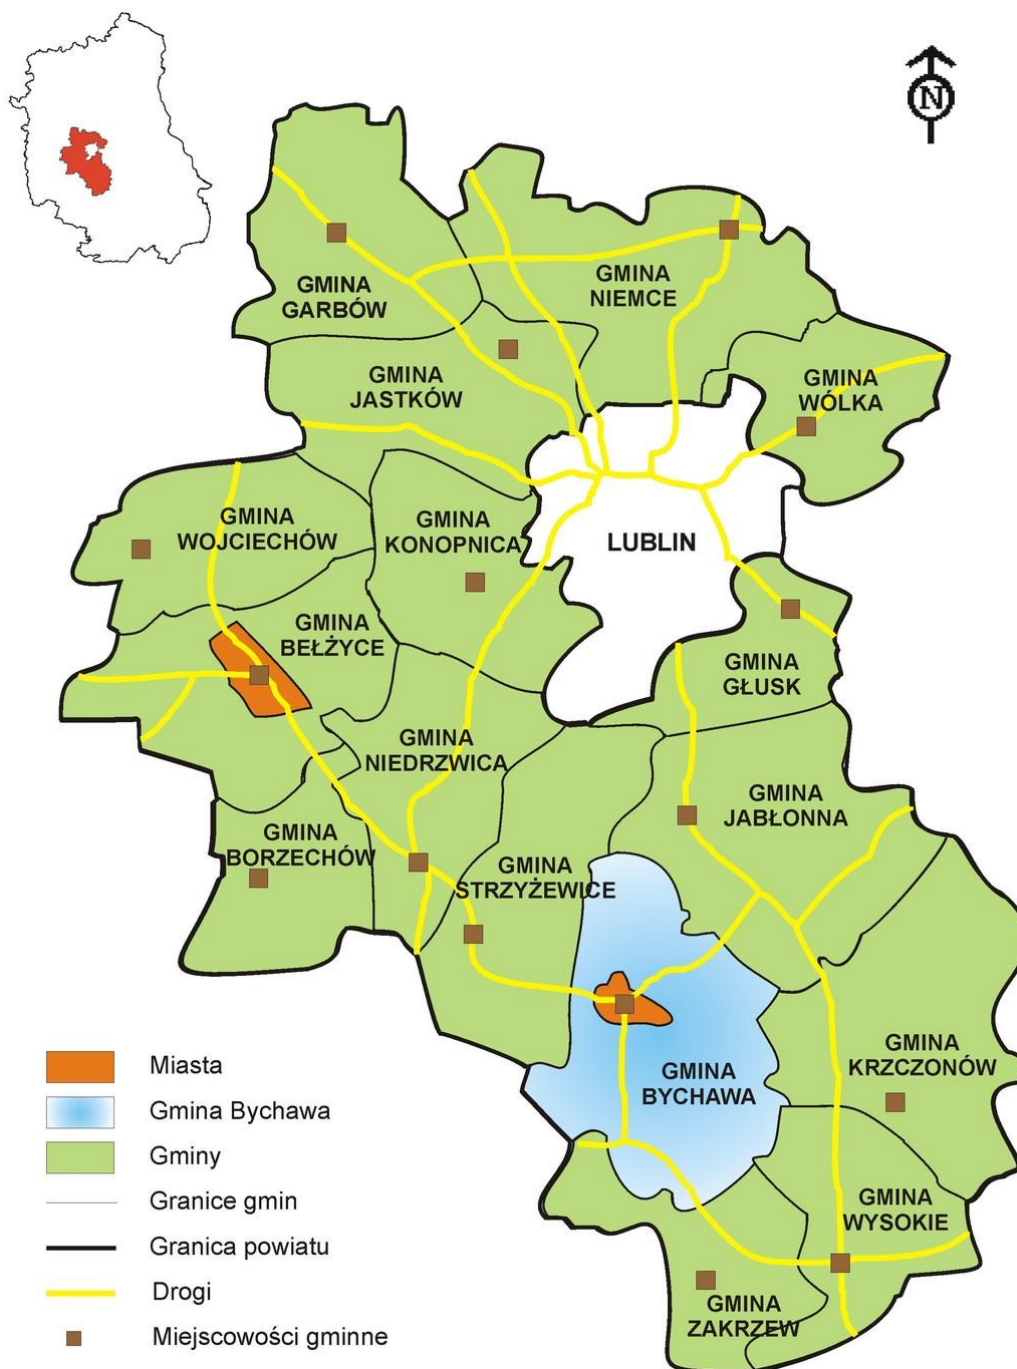 N
GMINA
GARBÓW
GMINA
NIEMCE
GMINA
JASTKÓW
GMINA
WÓLKA
GMINA
WOJCIECHÓW
GMINA
KONOPNICA
LUBLIN
GMINA
BEŁŻYCE
GMINA
GŁUSK
GMINA
NIEDRZWICA
GMINA
JABŁONNA
GMINA
BORZECHÓW
GMINA
STRZYŻEWICE
GMINA
KRZCZONÓW
GMINA
BYCHAWA
GMINA
WYSOKIE
GMINA
ZAKRZEW
Miasta
Gmina Bychawa
Gminy
Granice gmin
Granica powiatu
Drogi
Miejscowości gminne